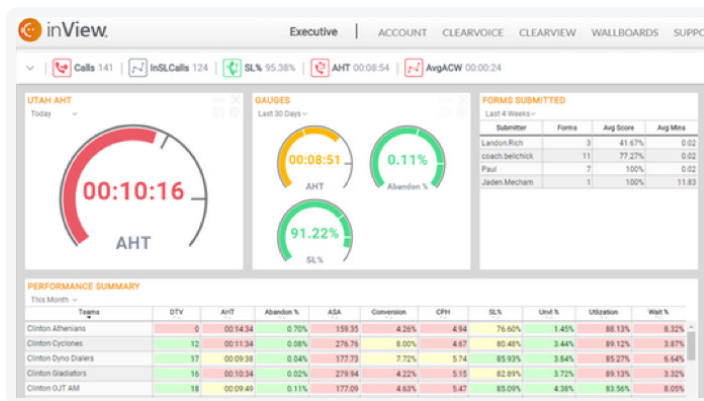 inView.
Executive | ACCOUNT CLEARVOICE CLEARVIEW WALLBOARDS SUPPO
Calls 141 | InSLCalls 124 | SL% 95.38% | AHT 00:08:54 | AvgACW 00:00:24
UTAH AHT
Today
00:10:16
AHT
GAUGES
Last 30 Days
00:08:51
AHT
0.11%
Abandon %
91.22%
SL%
FORMS SUBMITTED
Last 4 Weeks
Submitter Forms Avg Score Avg Mins
Landon.Rich 3 41.67% 0.02
coach.belichick 11 77.27% 0.02
Paul 7 100% 0.02
Jaden.Mecham 1 100% 11.83
PERFORMANCE SUMMARY
This Month
Teams DTV AHT Abandon % ASA Conversion CPH SL% Unvl % Utilization Wait %
Clinton Athenians 0 00:14:34 0.70% 159.35 4.26% 4.94 76.60% 1.45% 88.13% 8.32%
Clinton Cyclones 12 00:11:34 0.08% 276.76 8.00% 4.67 80.48% 3.44% 89.12% 3.87%
Clinton Dyno Dialers 17 00:09:38 0.04% 177.73 7.72% 5.74 85.93% 3.84% 85.27% 6.64%
Clinton Gladiators 16 00:10:34 0.02% 279.94 4.22% 5.15 82.89% 3.72% 89.13% 3.32%
Clinton OJT AM 18 00:09:49 0.11% 177.09 4.63% 5.47 85.09% 4.38% 83.56% 8.05%